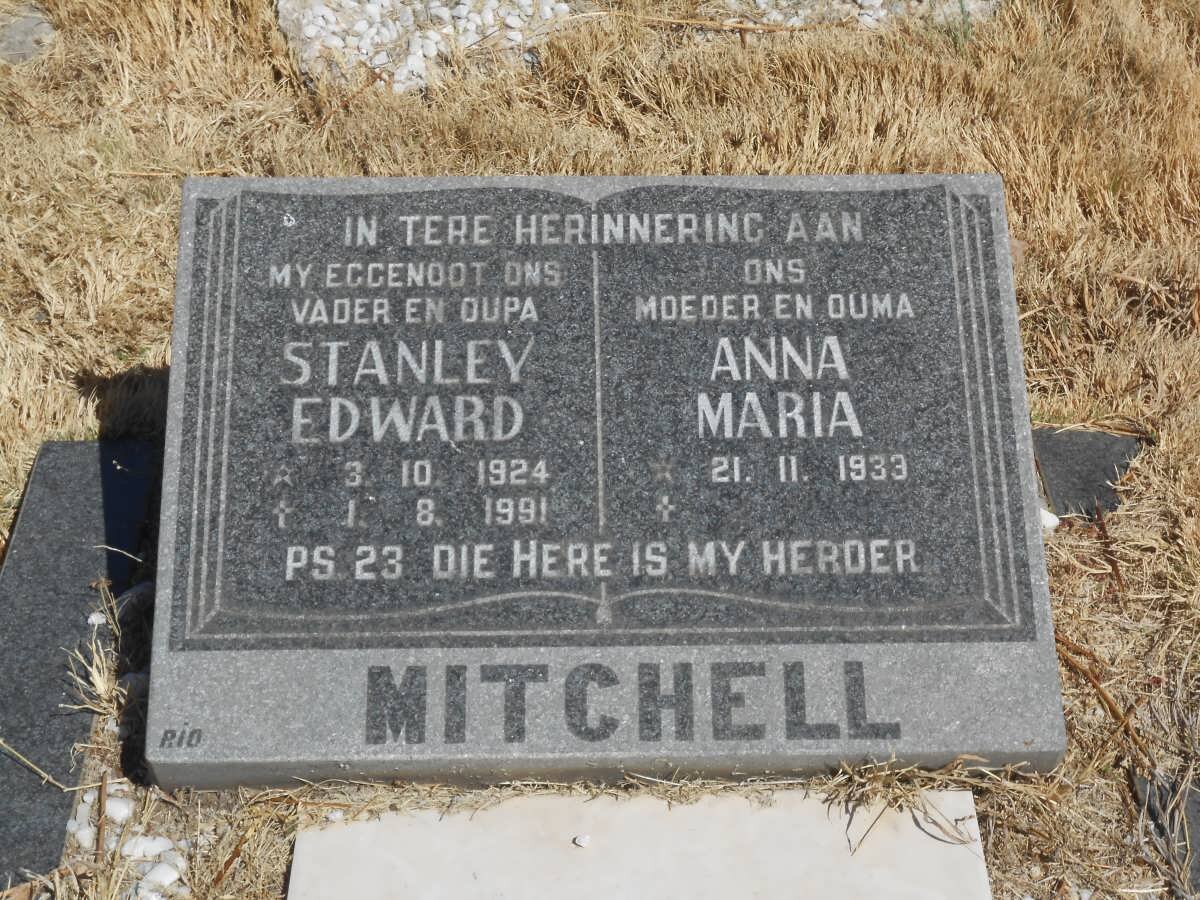 IN TERE HERINNERING AAN
MY EGGENOOT ONS
VADER EN OUPA
STANLEY
EDWARD
☆ 3. 10. 1924
† 1. 8. 1991
ONS
MOEDER EN OUMA
ANNA
MARIA
☆ 21. 11. 1933
†
PS. 23 DIE HERE IS MY HERDER.
MITCHELL
RIO